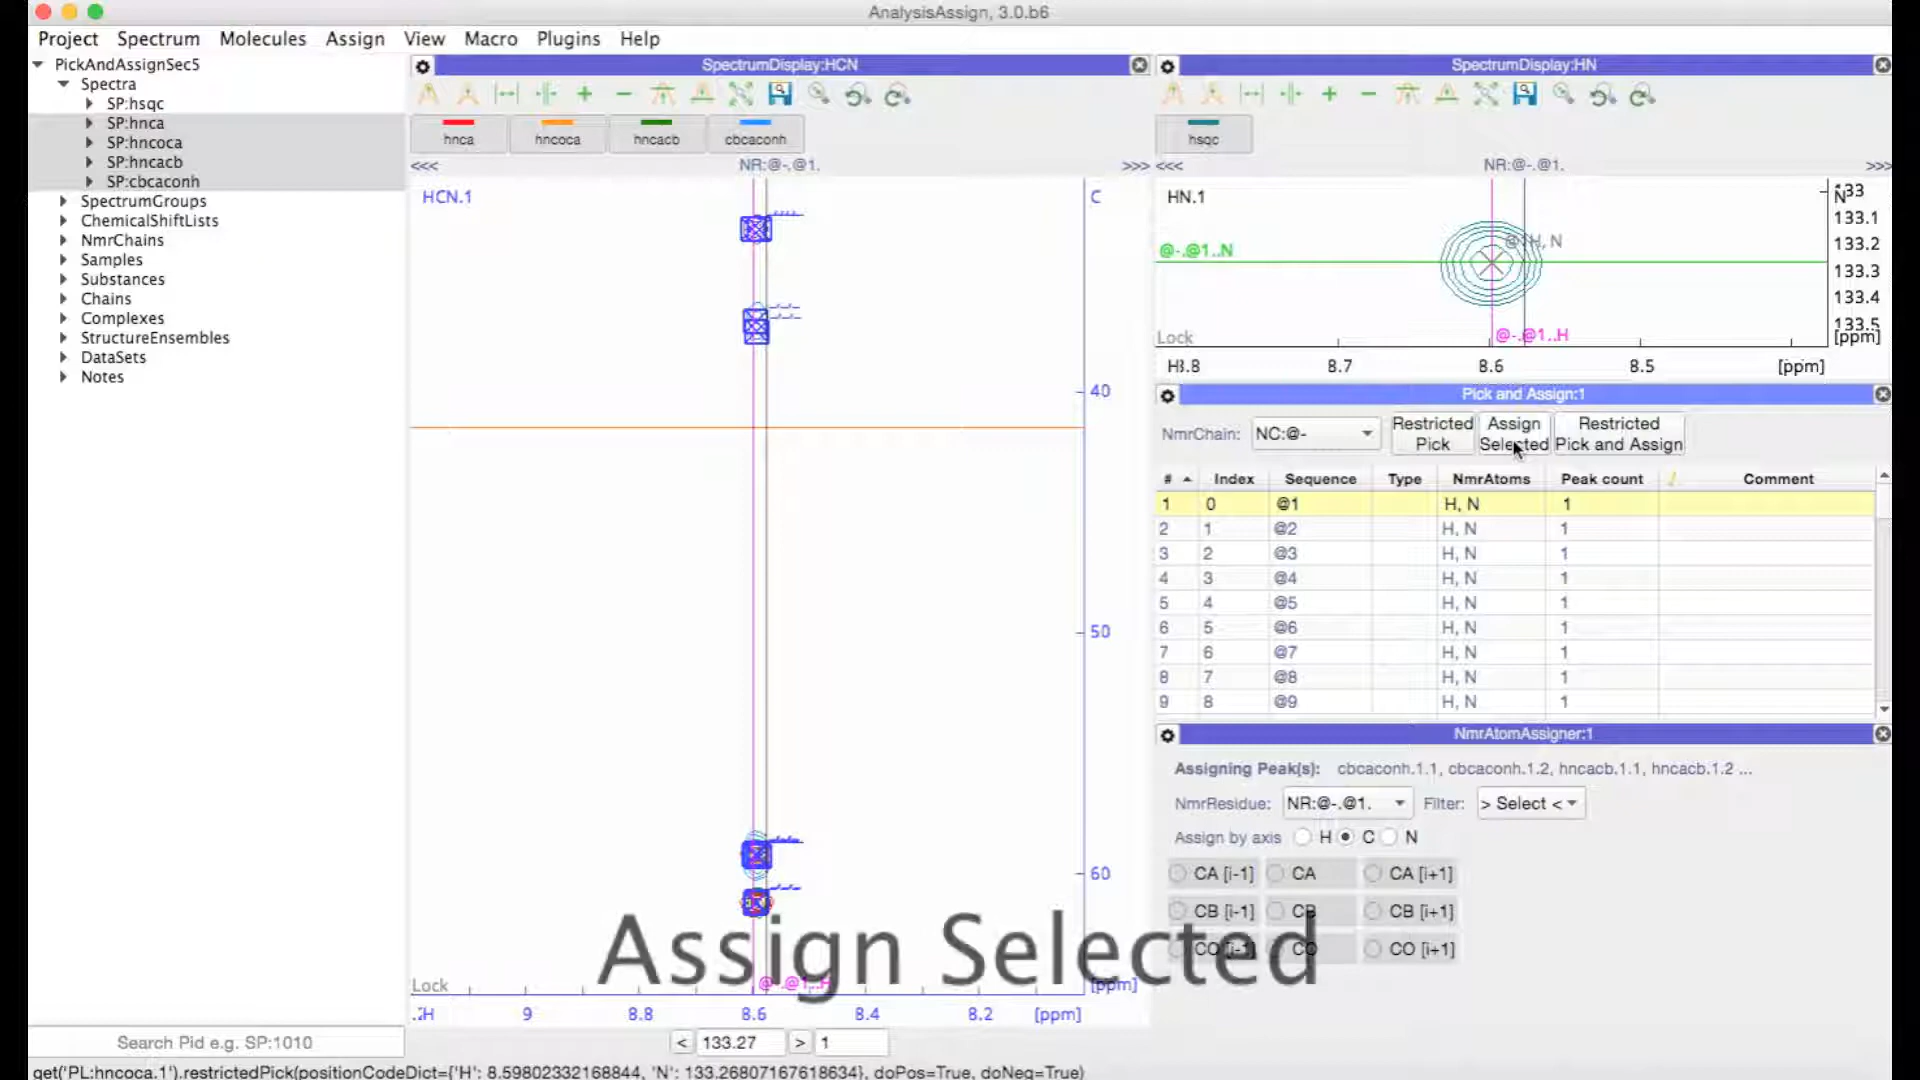 AnalysisAssign, 3.0.b6
Project Spectrum Molecules Assign View Macro Plugins Help
PickAndAssignSec5
Spectra
SP:hsqc
SP:hnca
SP:hncoca
SP:hncacb
SP:cbcaconh
SpectrumGroups
ChemicalShiftLists
NmrChains
Samples
Substances
Chains
Complexes
StructureEnsembles
DataSets
Notes
Search Pid e.g. SP:1010
SpectrumDisplay:HCN
hnca hncoca hncacb cbcaconh
<<< NR:@-.@1. >>>
HCN.1 C
40
50
60
@-.@1..H
Lock [ppm]
9 8.8 8.6 8.4 8.2 [ppm]
< 133.27 > 1
SpectrumDisplay:HN
hsqc
<<< NR:@-.@1. >>>
HN.1 N
133.1
133.2
133.3
133.4
133.5
@-.@1..N
H, N
@-.@1..H
Lock [ppm]
8.7 8.6 8.5 [ppm]
Pick and Assign:1
NmrChain: NC:@- Restricted Pick Assign Selected Restricted Pick and Assign
# Index Sequence Type NmrAtoms Peak count Comment
1 0 @1 H, N 1
2 1 @2 H, N 1
3 2 @3 H, N 1
4 3 @4 H, N 1
5 4 @5 H, N 1
6 5 @6 H, N 1
7 6 @7 H, N 1
8 7 @8 H, N 1
9 8 @9 H, N 1
NmrAtomAssigner:1
Assigning Peak(s): cbcaconh.1.1, cbcaconh.1.2, hncacb.1.1, hncacb.1.2 ...
NmrResidue: NR:@-.@1. Filter: > Select <
Assign by axis H C N
CA [i-1] CA CA [i+1]
CB [i-1] CB CB [i+1]
CO [i-1] CO CO [i+1]
Assign Selected
get('PL:hncoca.1').restrictedPick(positionCodeDict={'H': 8.59802332168844, 'N': 133.26807167618634}, doPos=True, doNeg=True)